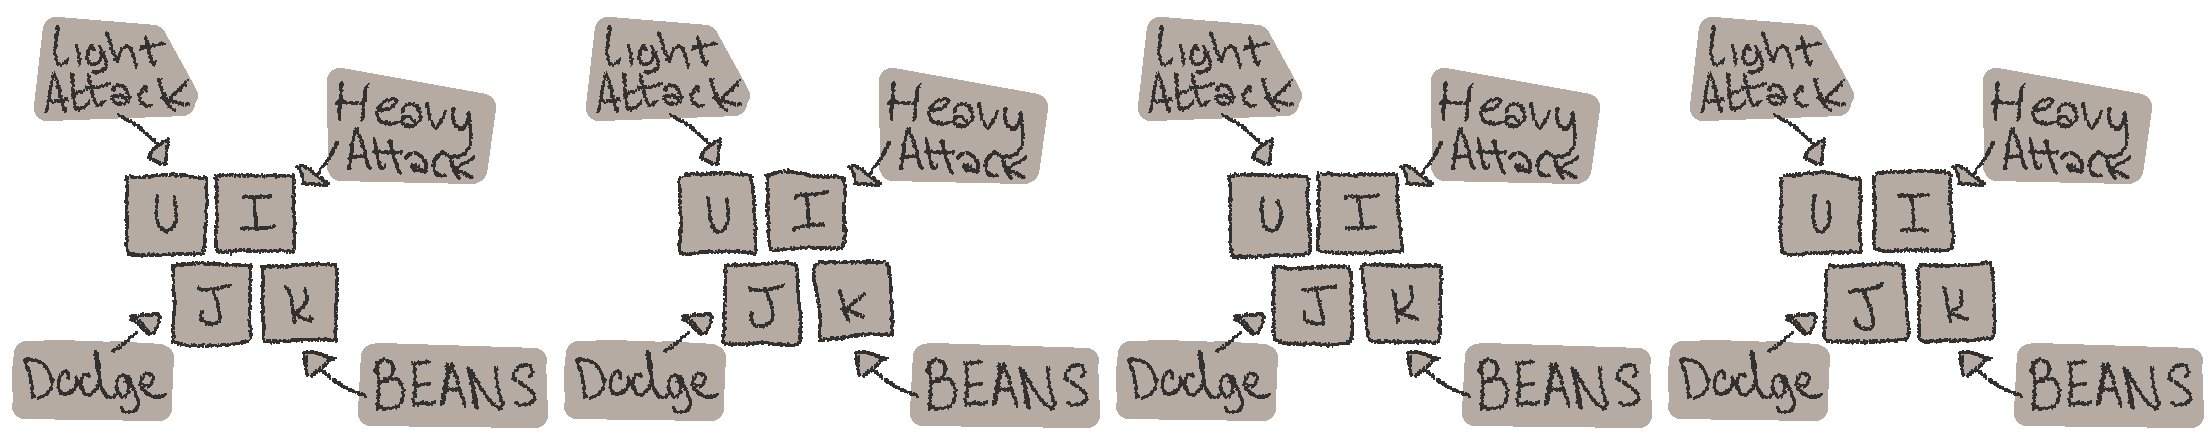 Light
Attack
Heavy
Attack
U I
J K
Dodge
BEANS
Light
Attack
Heavy
Attack
U I
J K
Dodge
BEANS
Light
Attack
Heavy
Attack
U I
J K
Dodge
BEANS
Light
Attack
Heavy
Attack
U I
J K
Dodge
BEANS